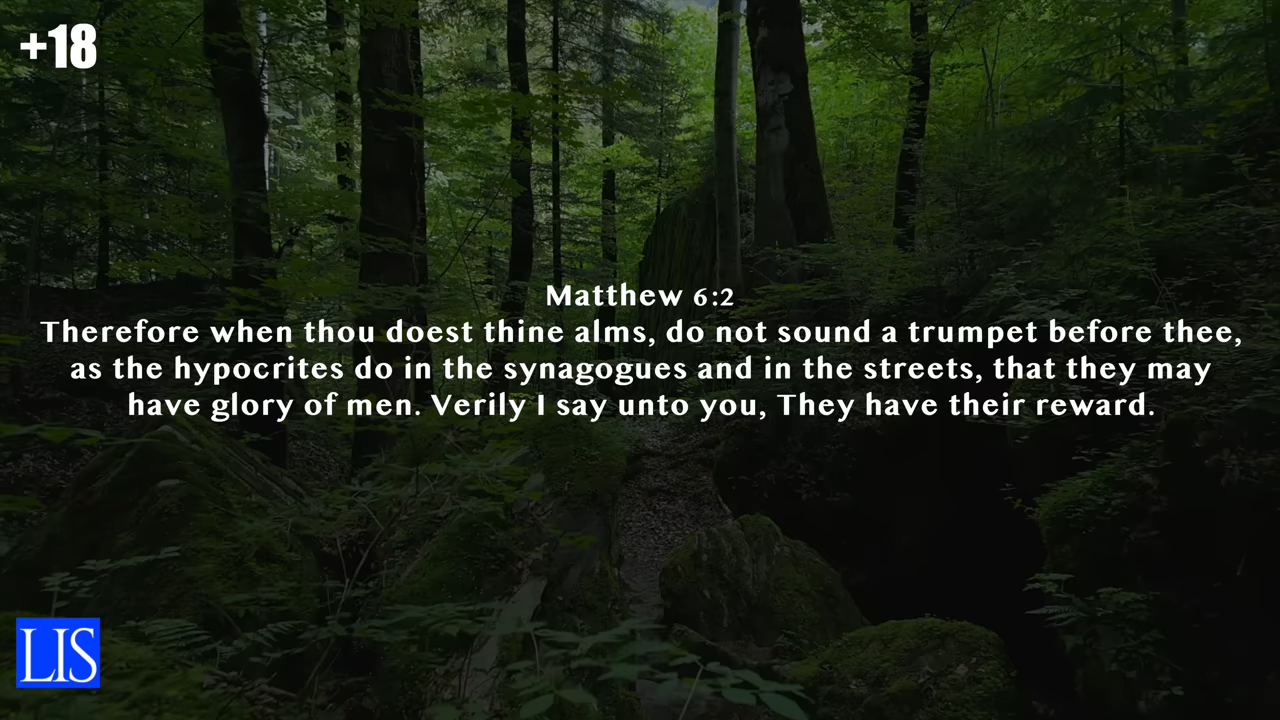 +18
Matthew 6:2
Therefore when thou doest thine alms, do not sound a trumpet before thee,
as the hypocrites do in the synagogues and in the streets, that they may
have glory of men. Verily I say unto you, They have their reward.
LIS